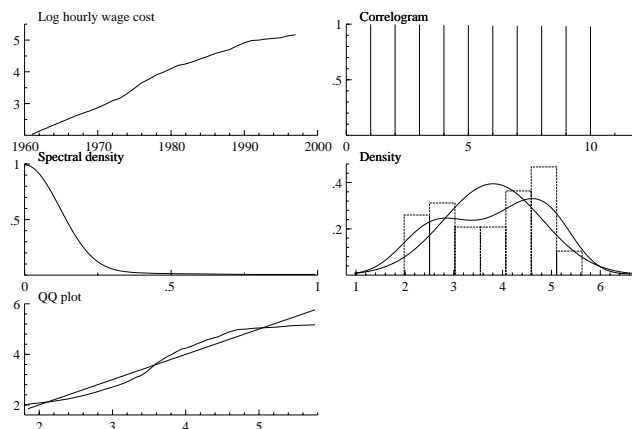 Log hourly wage cost
5
4
3
1960 1970 1980 1990 2000
Correlogram
1
.5
0 5 10
Spectral density
1
.5
0 .5 1
Density
.4
.2
1 2 3 4 5 6
QQ plot
6
4
2
2 3 4 5